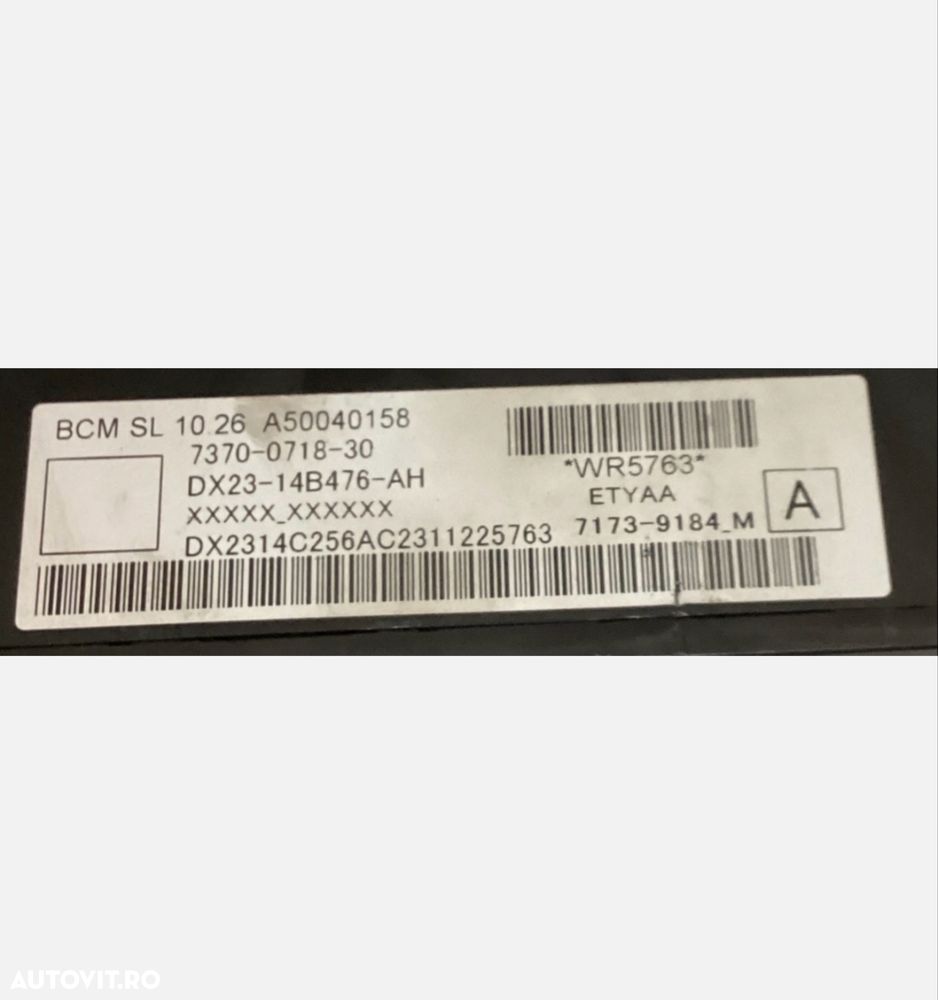 BCM SL 10.26 A50040158
7370-0718-30
DX23-14B476-AH
XXXXX_XXXXXX
DX2314C256AC2311225763
*WR5763*
ETYAA
7173-9184_M
A
AUTOVIT.RO